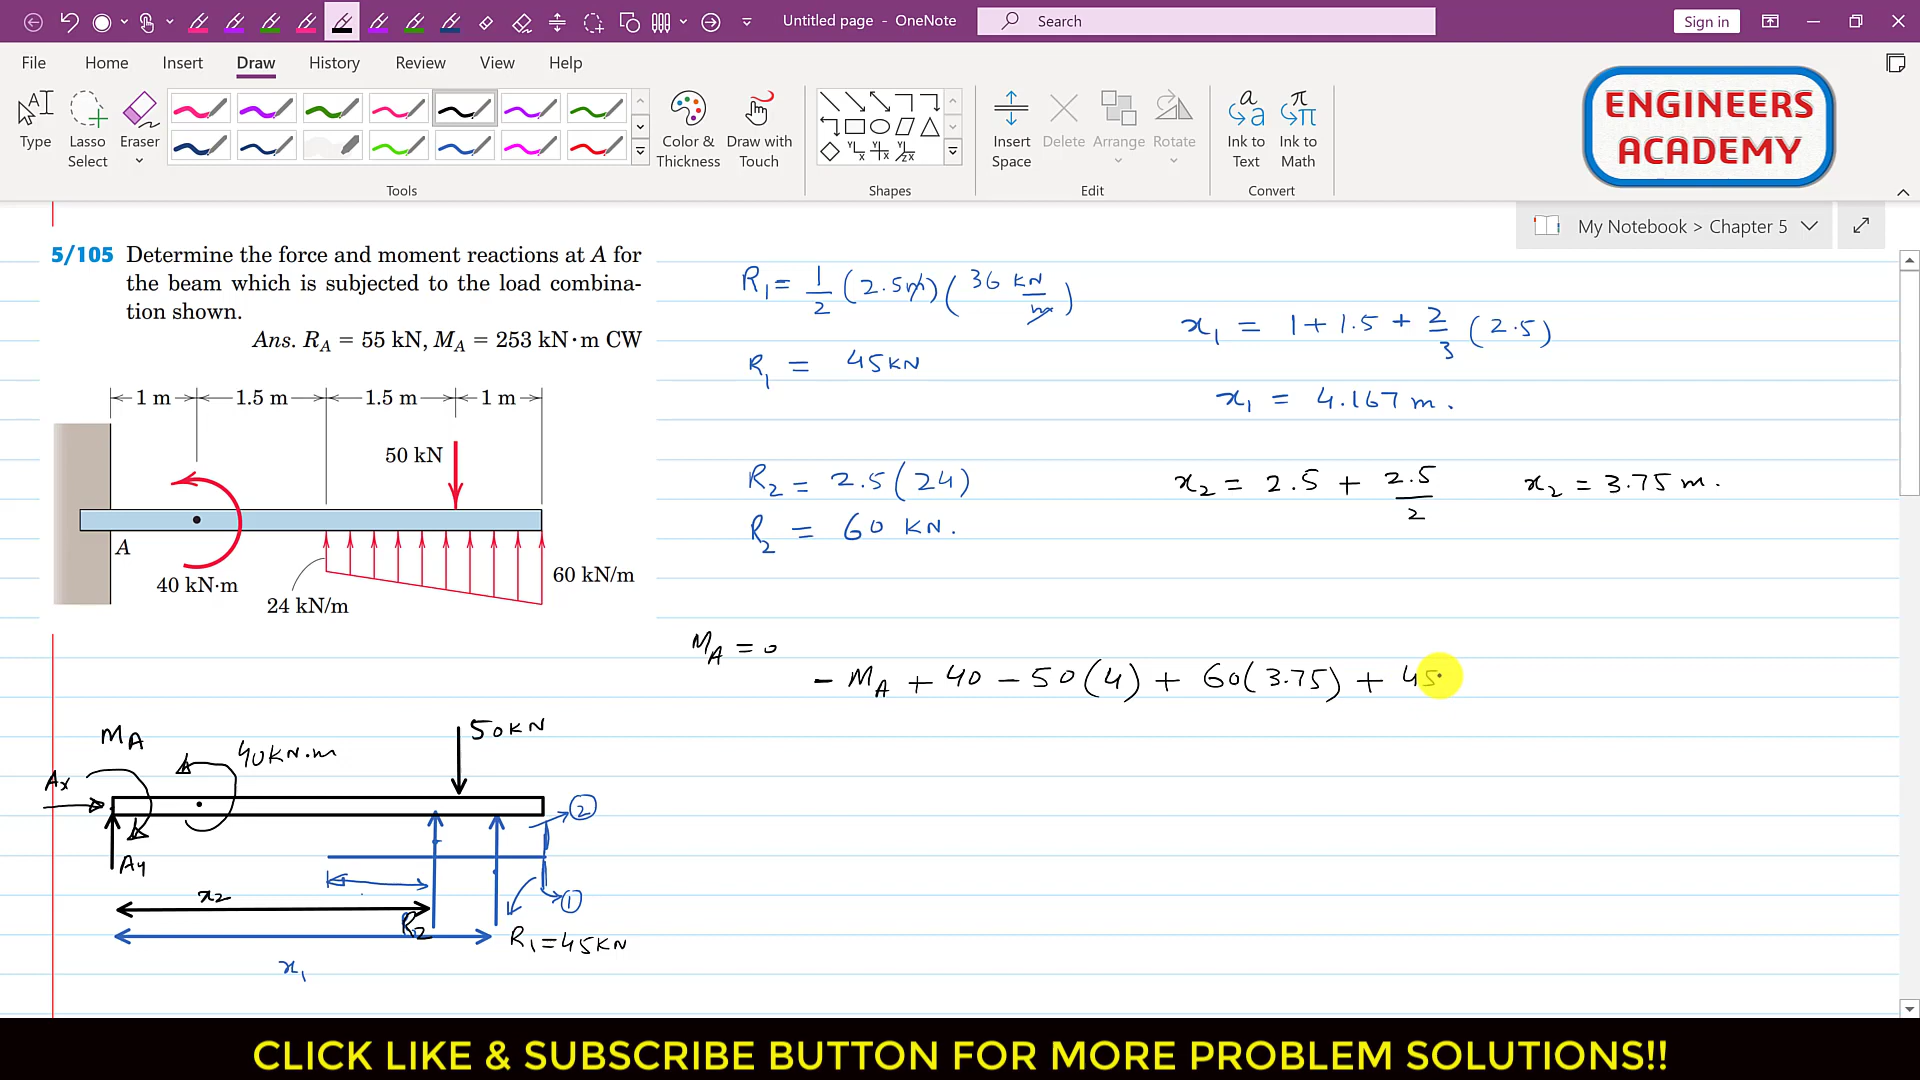 Untitled page - OneNote
Search
Sign in
File Home Insert Draw History Review View Help
Type
Lasso Select
Eraser
Color & Thickness
Draw with Touch
Insert Space
Delete
Arrange
Rotate
Ink to Text
Ink to Math
Tools
Shapes
Edit
Convert
ENGINEERS
ACADEMY
My Notebook > Chapter 5
5/105 Determine the force and moment reactions at A for
the beam which is subjected to the load combina-
tion shown.
Ans. R_A = 55 kN, M_A = 253 kN·m CW
1 m 1.5 m 1.5 m 1 m
50 kN
A
40 kN·m
24 kN/m
60 kN/m
R₁ = 1/2 (2.5m)(36 kN/m)
R₁ = 45KN
x₁ = 1 + 1.5 + 2/3 (2.5)
x₁ = 4.167 m.
R₂ = 2.5(24)
R₂ = 60 KN.
x₂ = 2.5 + 2.5/2
x₂ = 3.75 m.
M_A = 0
- M_A + 40 - 50(4) + 60(3.75) + 45
M_A
40KN.m
50KN
Ax
Ay
x₂
R₂
R₁ = 45KN
x₁
②
①
CLICK LIKE & SUBSCRIBE BUTTON FOR MORE PROBLEM SOLUTIONS!!